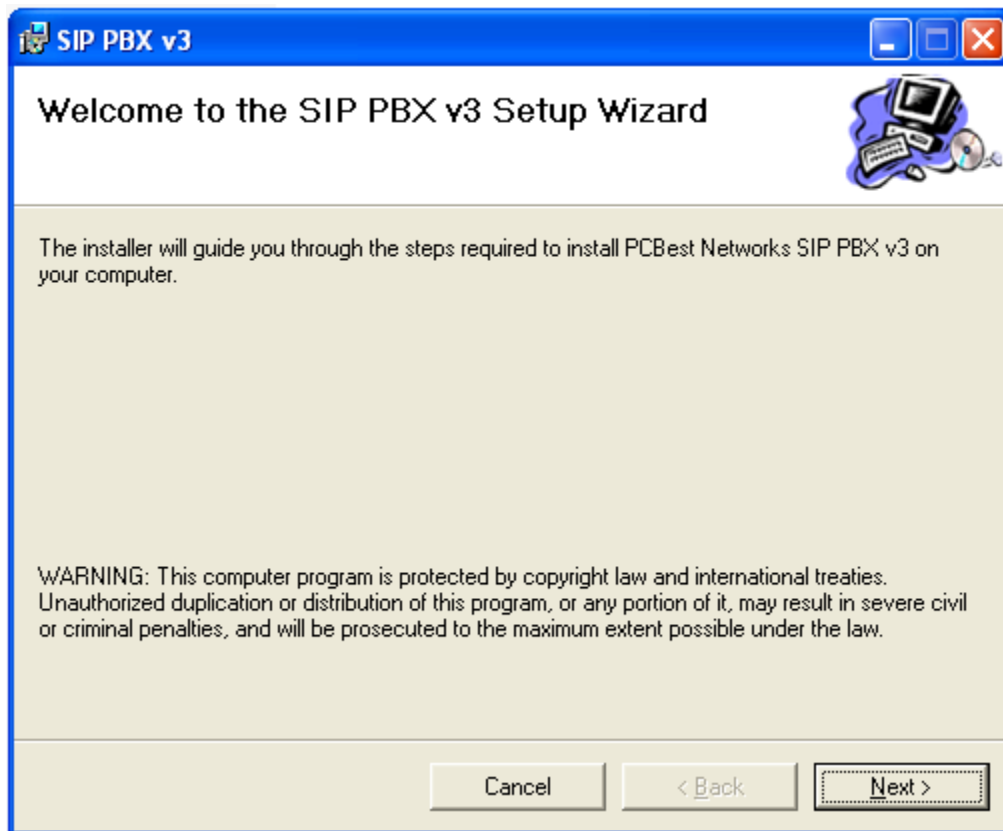 SIP PBX v3
Welcome to the SIP PBX v3 Setup Wizard
The installer will guide you through the steps required to install PCBest Networks SIP PBX v3 on
your computer.
WARNING: This computer program is protected by copyright law and international treaties.
Unauthorized duplication or distribution of this program, or any portion of it, may result in severe civil
or criminal penalties, and will be prosecuted to the maximum extent possible under the law.
Cancel
< Back
Next >